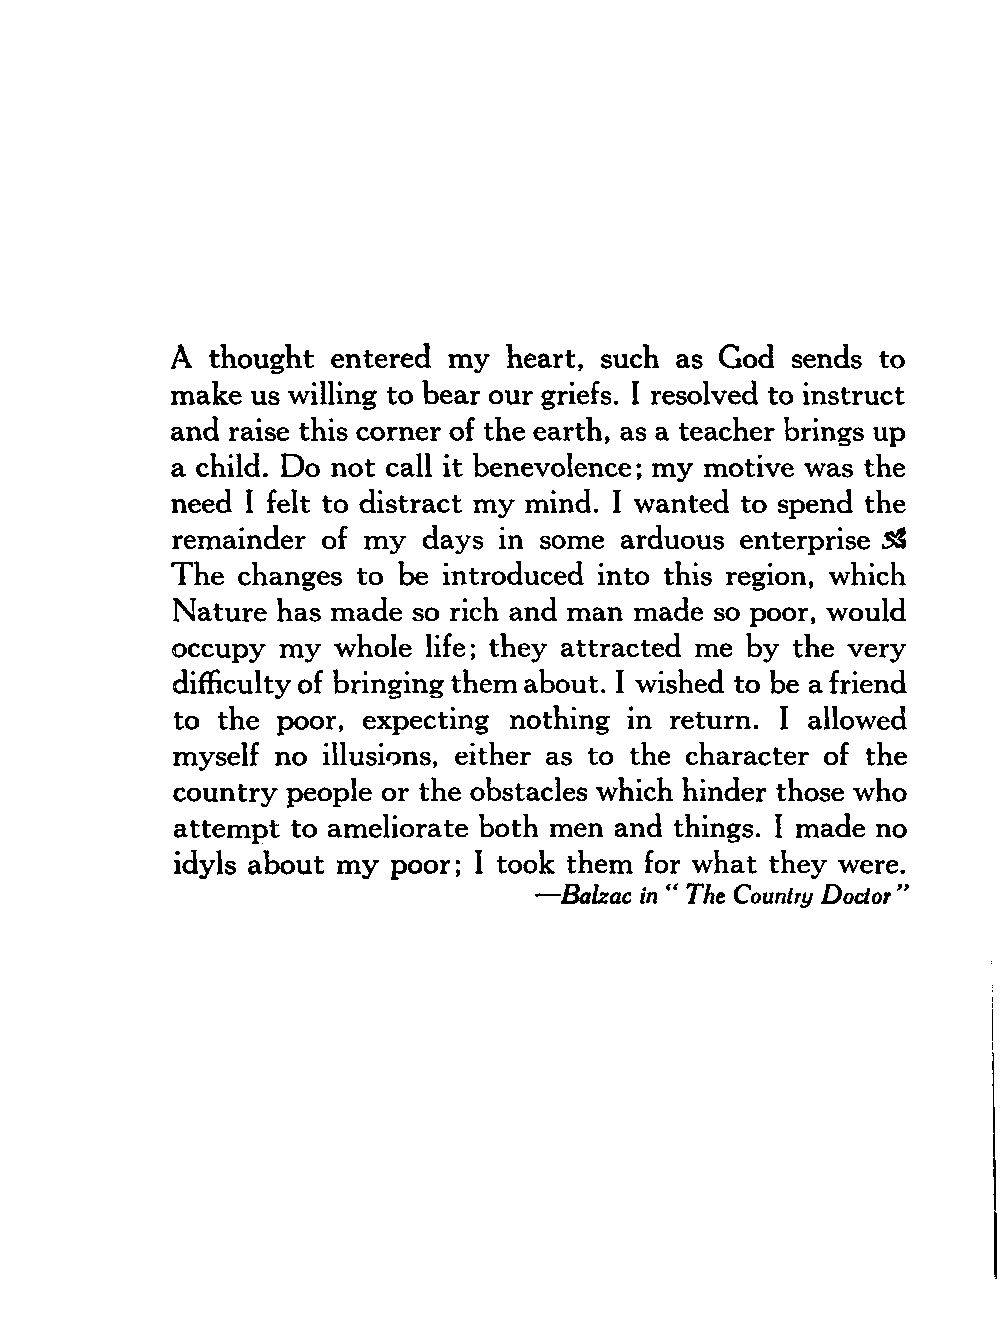 A thought entered my heart, such as God sends to
make us willing to bear our griefs. I resolved to instruct
and raise this corner of the earth, as a teacher brings up
a child. Do not call it benevolence; my motive was the
need I felt to distract my mind. I wanted to spend the
remainder of my days in some arduous enterprise
The changes to be introduced into this region, which
Nature has made so rich and man made so poor, would
occupy my whole life; they attracted me by the very
difficulty of bringing them about. I wished to be a friend
to the poor, expecting nothing in return. I allowed
myself no illusions, either as to the character of the
country people or the obstacles which hinder those who
attempt to ameliorate both men and things. I made no
idyls about my poor; I took them for what they were.
—Balzac in “ The Country Doctor ”